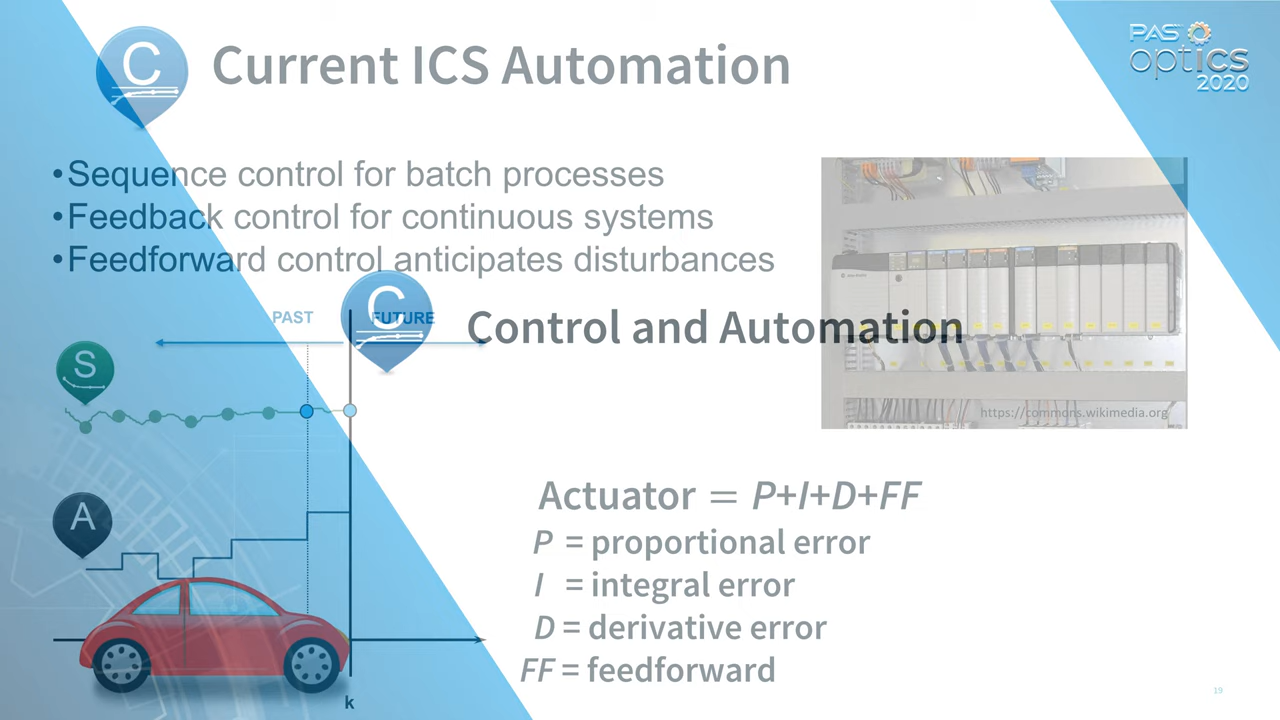 C
Current ICS Automation
PAS
optICS
2020
•Sequence control for batch processes
•Feedback control for continuous systems
•Feedforward control anticipates disturbances
PAST
C
FUTURE
Control and Automation
S
https://commons.wikimedia.org
A
Actuator = P+I+D+FF
P = proportional error
I = integral error
D = derivative error
FF = feedforward
k
19